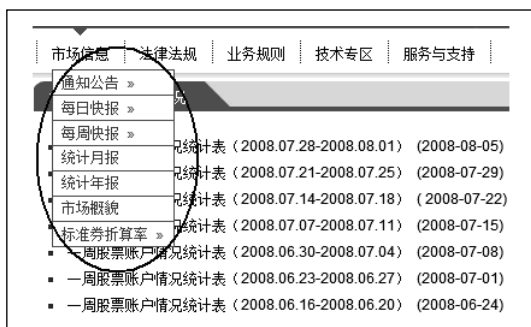 市场信息 法律法规 业务规则 技术专区 服务与支持
通知公告 »
每日快报 » 况
每周快报 »
况统计表（2008.07.28-2008.08.01） (2008-08-05)
统计月报
况统计表（2008.07.21-2008.07.25） (2008-07-29)
统计年报
况统计表（2008.07.14-2008.07.18） ( 2008-07-22)
市场概貌
况统计表（2008.07.07-2008.07.11） (2008-07-15)
标准券折算率 »
▪ 一周股票账户情况统计表（2008.06.30-2008.07.04） (2008-07-08)
▪ 一周股票账户情况统计表（2008.06.23-2008.06.27） (2008-07-01)
▪ 一周股票账户情况统计表（2008.06.16-2008.06.20） (2008-06-24)